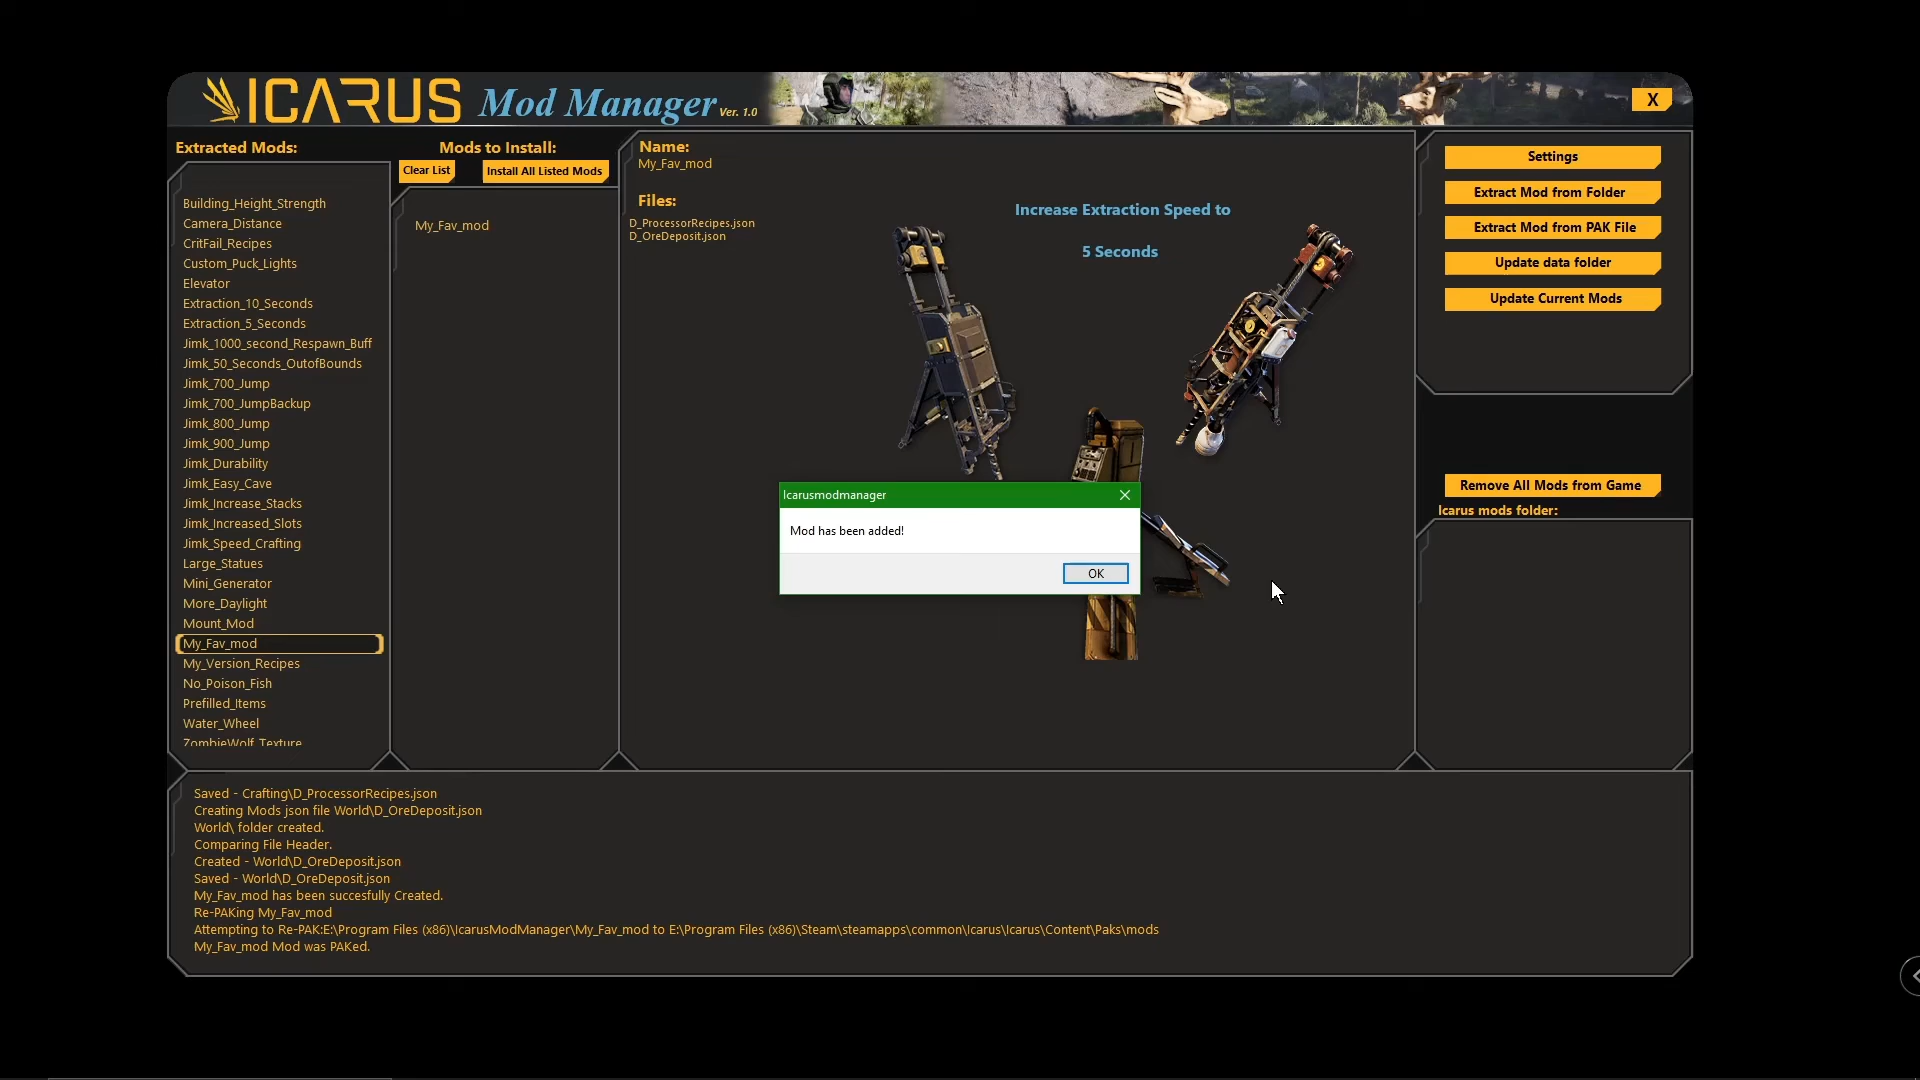 ICARUS Mod Manager Ver. 1.0
X
Extracted Mods:
Building_Height_Strength
Camera_Distance
CritFail_Recipes
Custom_Puck_Lights
Elevator
Extraction_10_Seconds
Extraction_5_Seconds
Jimk_1000_second_Respawn_Buff
Jimk_50_Seconds_OutofBounds
Jimk_700_Jump
Jimk_700_JumpBackup
Jimk_800_Jump
Jimk_900_Jump
Jimk_Durability
Jimk_Easy_Cave
Jimk_Increase_Stacks
Jimk_Increased_Slots
Jimk_Speed_Crafting
Large_Statues
Mini_Generator
More_Daylight
Mount_Mod
My_Fav_mod
My_Version_Recipes
No_Poison_Fish
Prefilled_Items
Water_Wheel
ZombieWolf_Texture
Mods to Install:
Clear List
Install All Listed Mods
My_Fav_mod
Name:
My_Fav_mod
Files:
D_ProcessorRecipes.json
D_OreDeposit.json
Increase Extraction Speed to
5 Seconds
Icarusmodmanager
Mod has been added!
OK
Settings
Extract Mod from Folder
Extract Mod from PAK File
Update data folder
Update Current Mods
Remove All Mods from Game
Icarus mods folder:
Saved - Crafting\D_ProcessorRecipes.json
Creating Mods json file World\D_OreDeposit.json
World\ folder created.
Comparing File Header.
Created - World\D_OreDeposit.json
Saved - World\D_OreDeposit.json
My_Fav_mod has been succesfully Created.
Re-PAKing My_Fav_mod
Attempting to Re-PAK:E:\Program Files (x86)\IcarusModManager\My_Fav_mod to E:\Program Files (x86)\Steam\steamapps\common\Icarus\Icarus\Content\Paks\mods
My_Fav_mod Mod was PAKed.